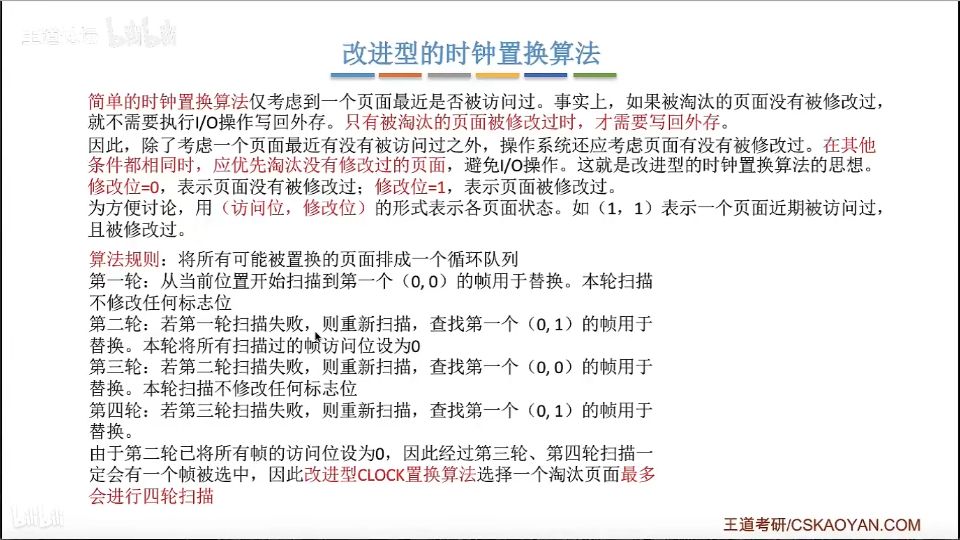 王道考研 bilibili
改进型的时钟置换算法
简单的时钟置换算法仅考虑到一个页面最近是否被访问过。事实上，如果被淘汰的页面没有被修改过，
就不需要执行I/O操作写回外存。只有被淘汰的页面被修改过时，才需要写回外存。
因此，除了考虑一个页面最近有没有被访问过之外，操作系统还应考虑页面有没有被修改过。在其他
条件都相同时，应优先淘汰没有修改过的页面，避免I/O操作。这就是改进型的时钟置换算法的思想。
修改位=0，表示页面没有被修改过；修改位=1，表示页面被修改过。
为方便讨论，用（访问位，修改位）的形式表示各页面状态。如（1，1）表示一个页面近期被访问过，
且被修改过。
算法规则：将所有可能被置换的页面排成一个循环队列
第一轮：从当前位置开始扫描到第一个（0, 0）的帧用于替换。本轮扫描
不修改任何标志位
第二轮：若第一轮扫描失败，则重新扫描，查找第一个（0, 1）的帧用于
替换。本轮将所有扫描过的帧访问位设为0
第三轮：若第二轮扫描失败，则重新扫描，查找第一个（0, 0）的帧用于
替换。本轮扫描不修改任何标志位
第四轮：若第三轮扫描失败，则重新扫描，查找第一个（0, 1）的帧用于
替换。
由于第二轮已将所有帧的访问位设为0，因此经过第三轮、第四轮扫描一
定会有一个帧被选中，因此改进型CLOCK置换算法选择一个淘汰页面最多
会进行四轮扫描
bilibili
王道考研/CSKAOYAN.COM